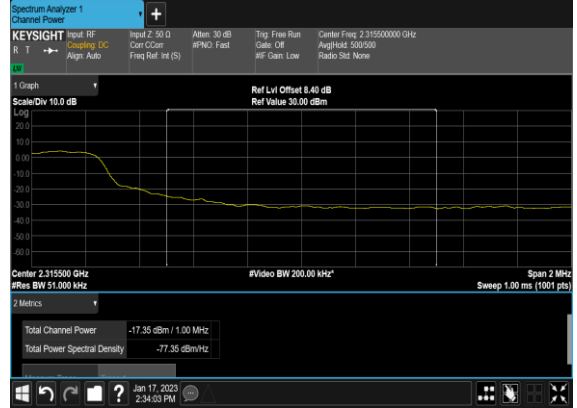 Spectrum Analyzer 1
Channel Power
+
KEYSIGHT Input: RF
R T Coupling: DC
Align: Auto
Input Z: 50 Ω
Corr CCorr
Freq Ref: Int (S)
Atten: 30 dB
#PNO: Fast
Trig: Free Run
Gate: Off
#IF Gain: Low
Center Freq: 2.315500000 GHz
Avg|Hold: 500/500
Radio Std: None
LW
1 Graph
Scale/Div 10.0 dB
Ref Lvl Offset 8.40 dB
Ref Value 30.00 dBm
Log
20.0
10.0
0.00
-10.0
-20.0
-30.0
-40.0
-50.0
-60.0
Center 2.315500 GHz
#Res BW 51.000 kHz
#Video BW 200.00 kHz*
Span 2 MHz
Sweep 1.00 ms (1001 pts)
2 Metrics
Total Channel Power -17.35 dBm / 1.00 MHz
Total Power Spectral Density -77.35 dBm/Hz
?
Jan 17, 2023
2:34:03 PM